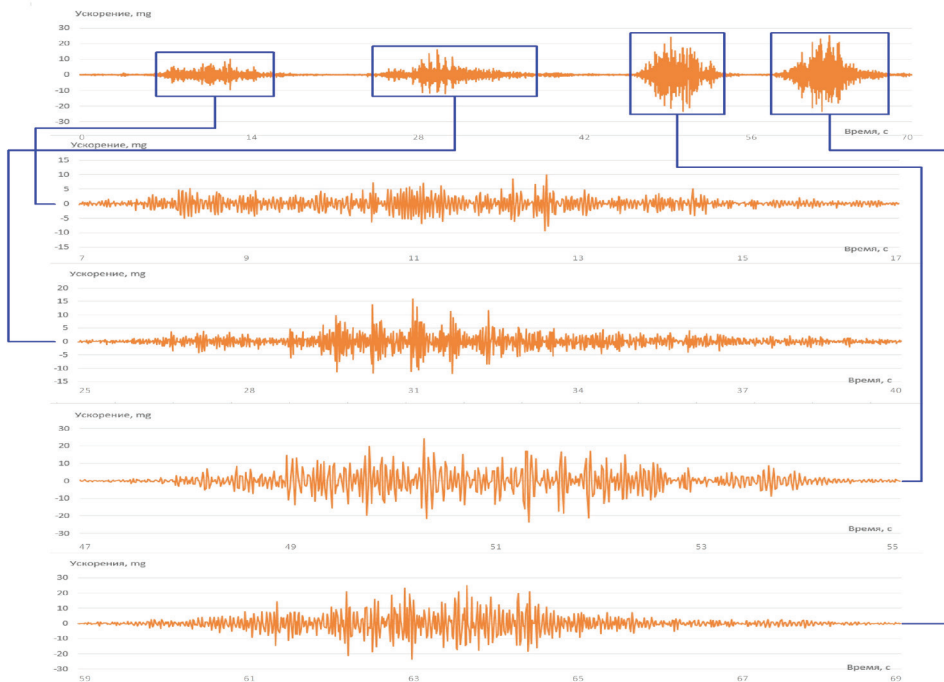 Ускорение, mg
30
20
10
0
-10
-20
-30
0 14 28 42 56 70
Время, с
Ускорение, mg
15
10
5
0
-5
-10
-15
7 9 11 13 15 17
Время, с
Ускорение, mg
20
15
10
5
0
-5
-10
-15
25 28 31 34 37 40
Время, с
Ускорение, mg
30
20
10
0
-10
-20
-30
47 49 51 53 55
Время, с
Ускорения, mg
30
20
10
0
-10
-20
-30
59 61 63 65 67 69
Время, с